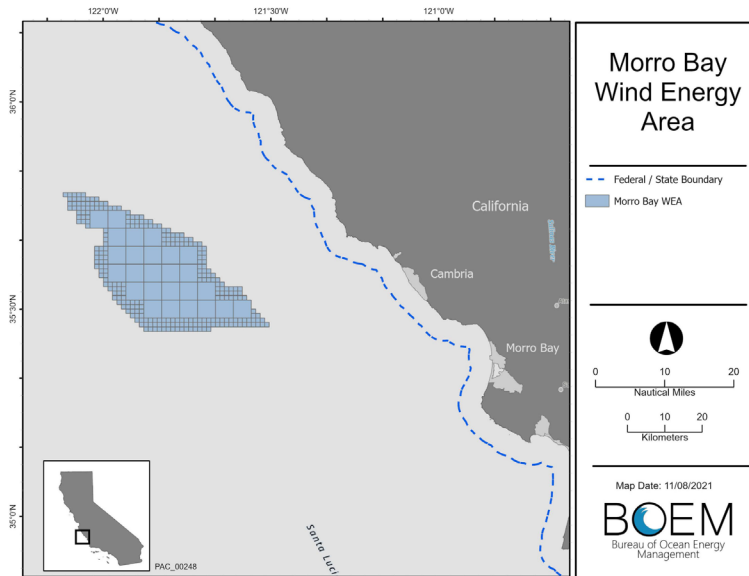 122°0'W
121°30'W
121°0'W
36°0'N
35°30'N
35°0'N
California
Cambria
Morro Bay
Santa Luci
PAC_00248
Morro Bay
Wind Energy
Area
Federal / State Boundary
Morro Bay WEA
0 10 20
Nautical Miles
0 10 20
Kilometers
Map Date: 11/08/2021
BOEM
Bureau of Ocean Energy
Management